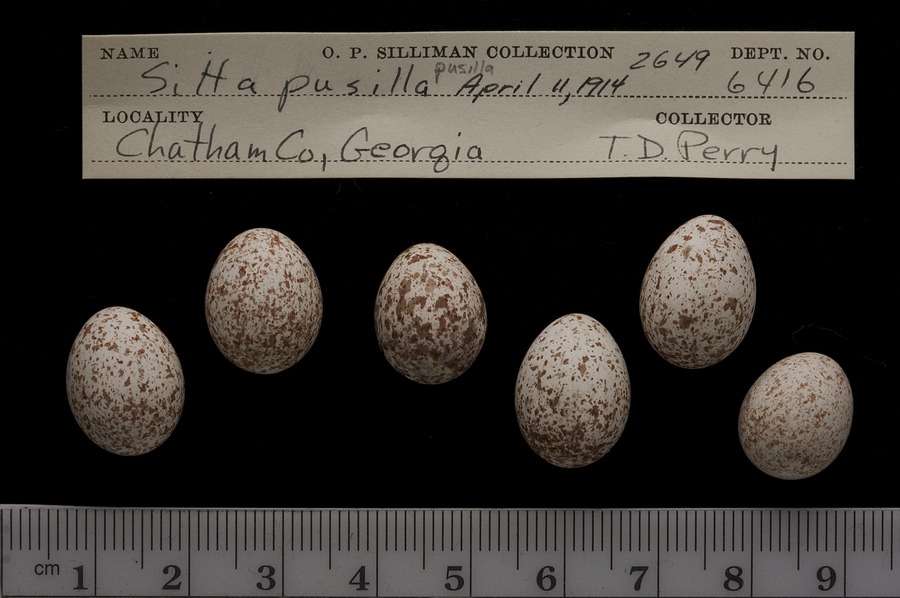 NAME O. P. SILLIMAN COLLECTION 2649 DEPT. NO.
Sitta pusilla pusilla April 11, 1914 6416
LOCALITY COLLECTOR
Chatham Co, Georgia T. D. Perry
cm 1 2 3 4 5 6 7 8 9